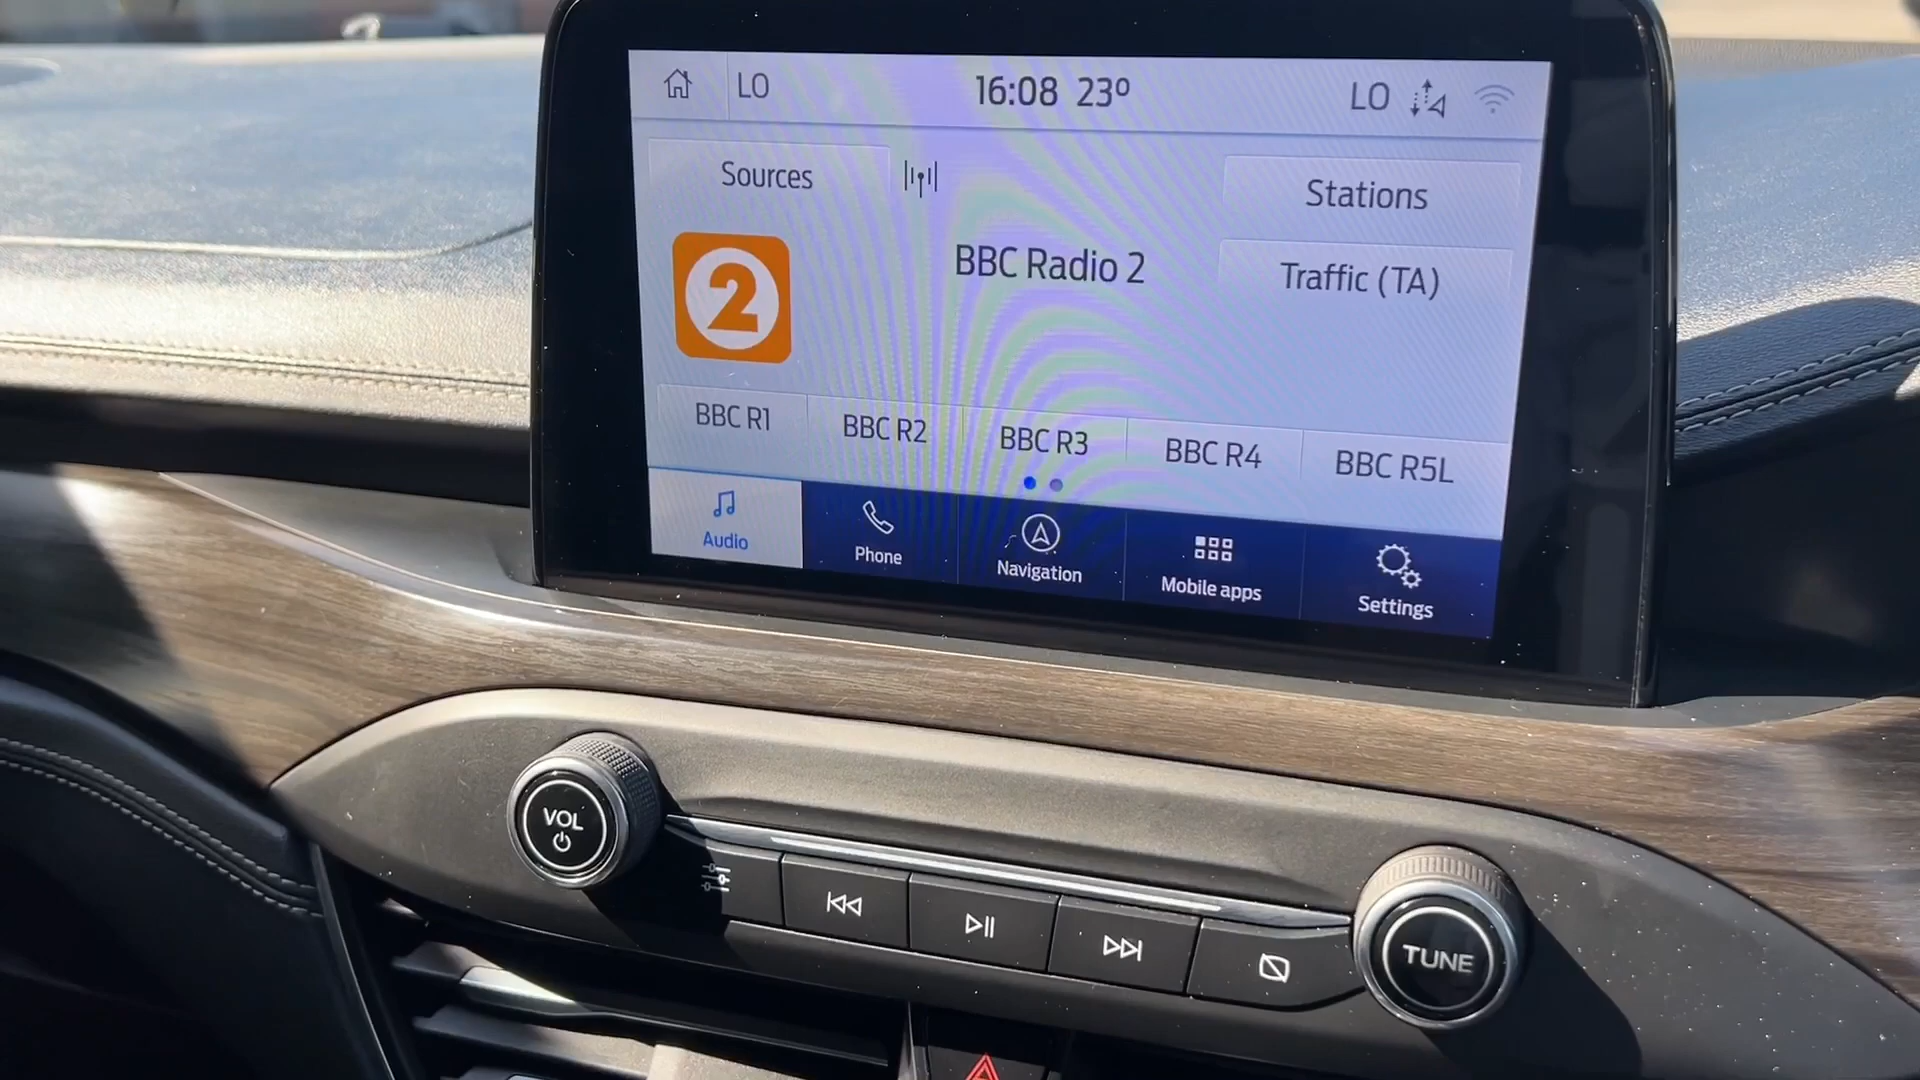 LO 16:08 23° LO
Sources
Stations
2
BBC Radio 2
Traffic (TA)
BBC R1 BBC R2 BBC R3 BBC R4 BBC R5L
Audio Phone Navigation Mobile apps Settings
VOL
TUNE